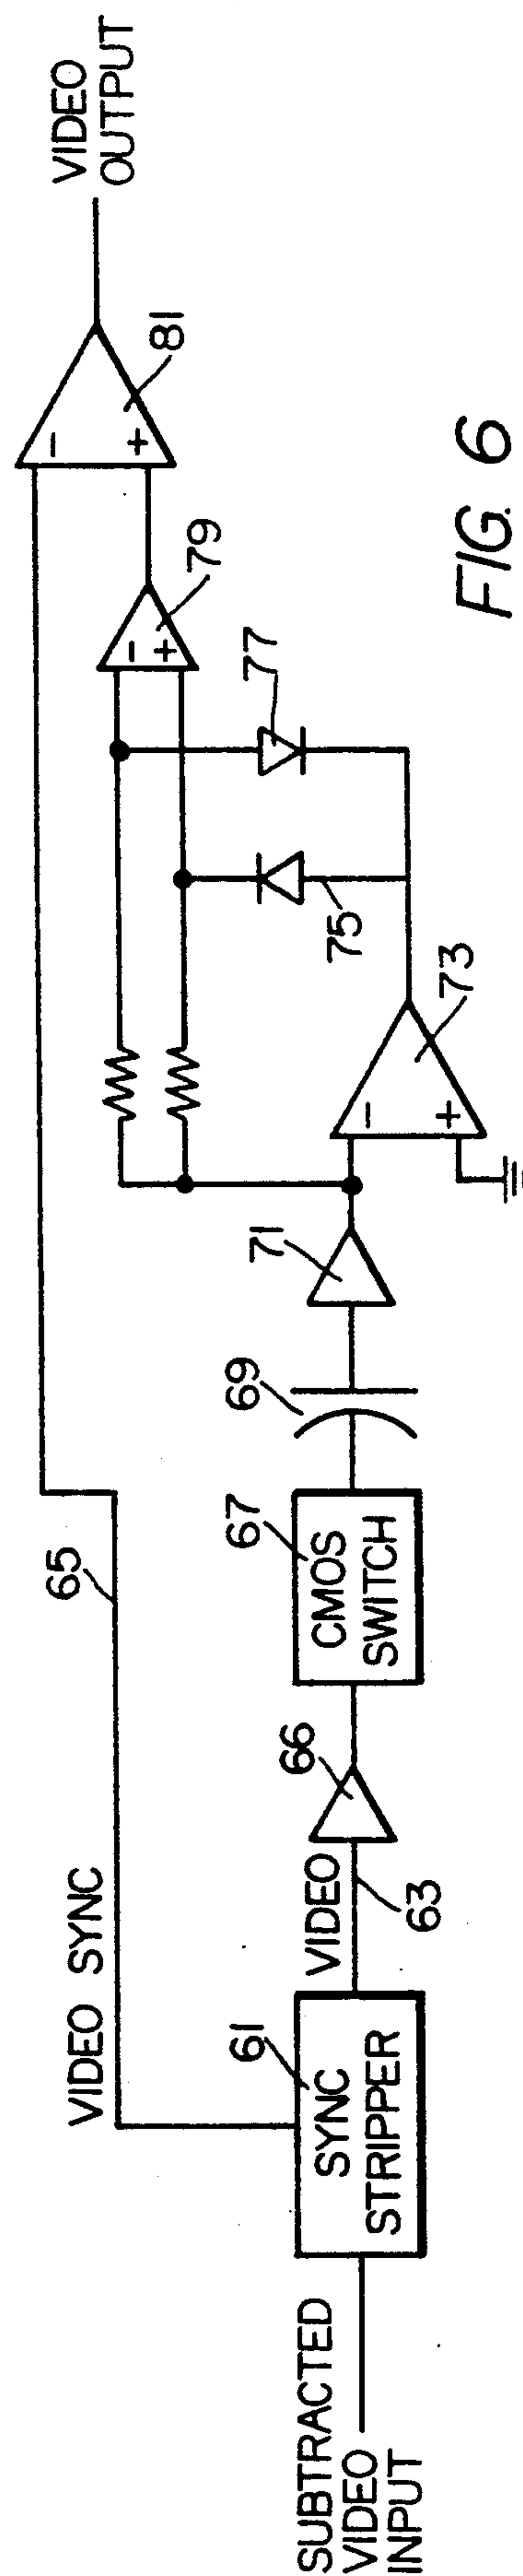 SUBTRACTED
VIDEO
INPUT
61
SYNC
STRIPPER
VIDEO SYNC
65
VIDEO
63
66
67
CMOS
SWITCH
69
71
-
+
73
75
77
-
+
79
-
+
81
VIDEO
OUTPUT
FIG. 6